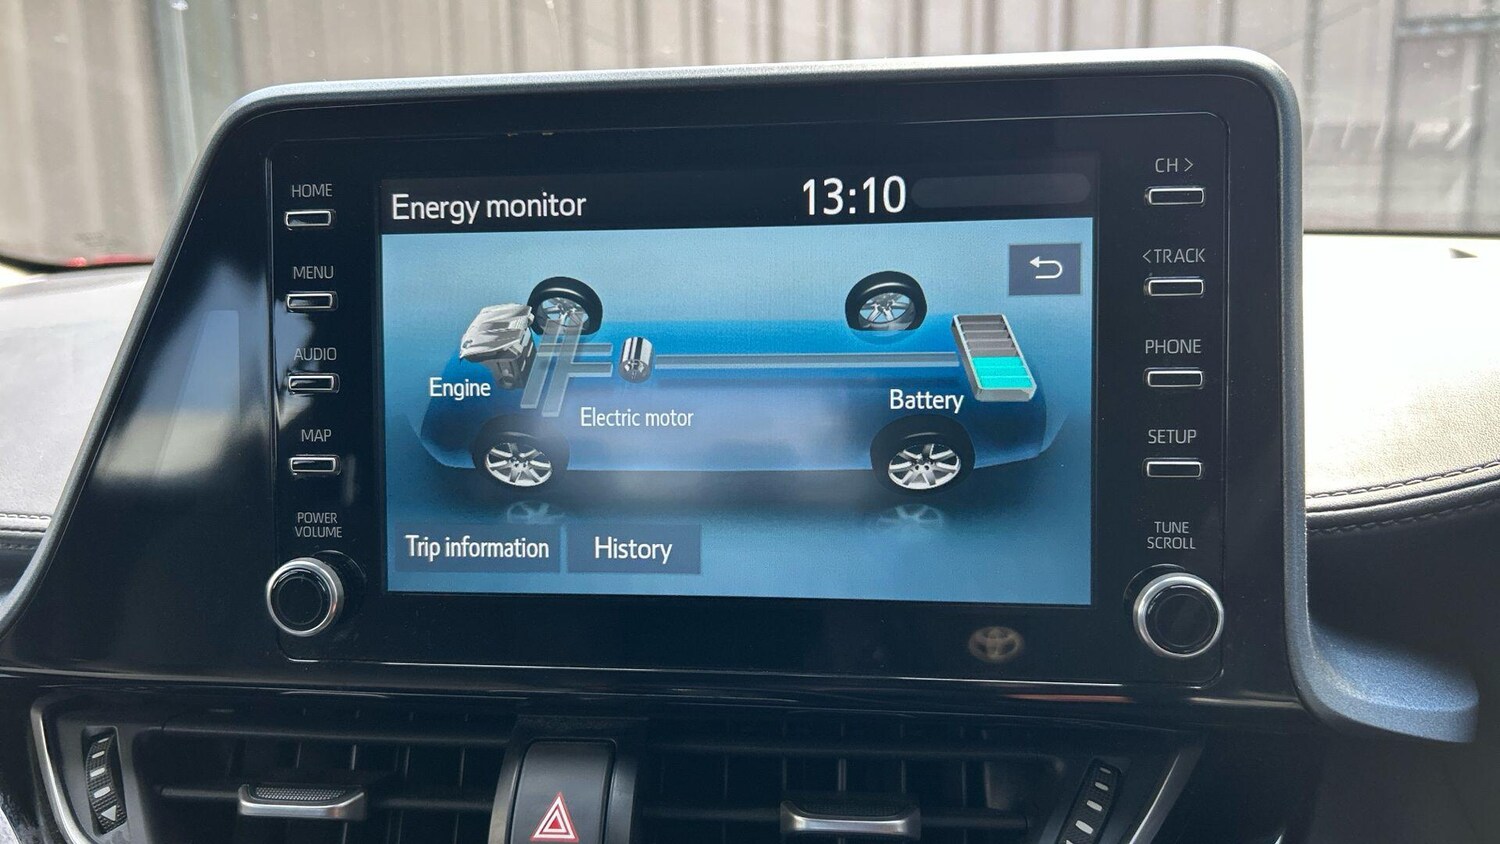 Energy monitor
13:10
Engine
Electric motor
Battery
Trip information
History
HOME
MENU
AUDIO
MAP
POWER
VOLUME
CH >
< TRACK
PHONE
SETUP
TUNE
SCROLL